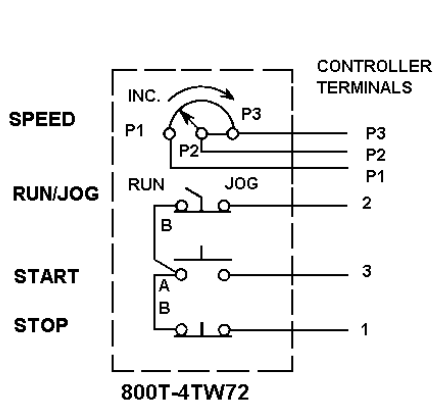 CONTROLLER
TERMINALS
INC.
SPEED
P3
P1
P2
P3
P2
P1
RUN/JOG
RUN
JOG
2
B
START
A
3
B
STOP
1
800T-4TW72